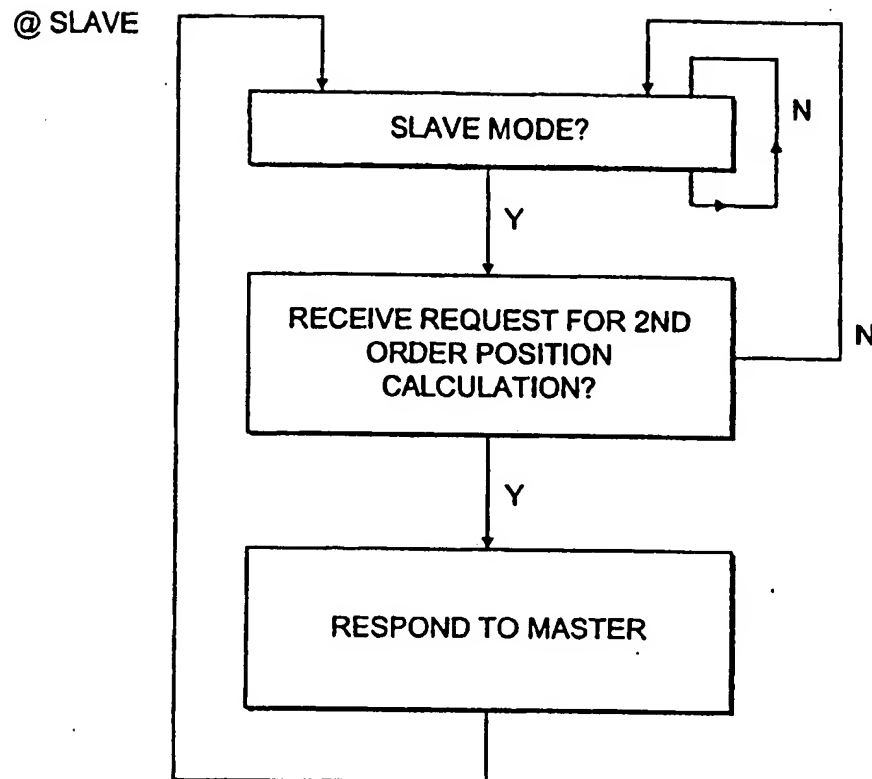 @ SLAVE
SLAVE MODE?
N
Y
RECEIVE REQUEST FOR 2ND
ORDER POSITION
CALCULATION?
N
Y
RESPOND TO MASTER